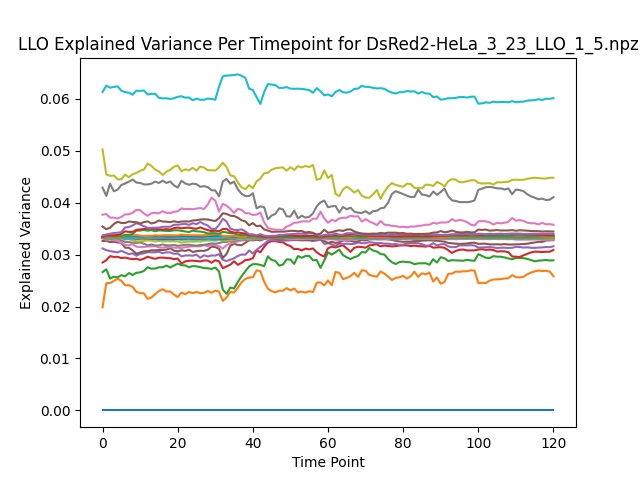 LLO Explained Variance Per Timepoint for DsRed2-HeLa_3_23_LLO_1_5.npz
0.06
0.05
0.04
0.03
0.02
0.01
0.00
Explained Variance
0 20 40 60 80 100 120
Time Point